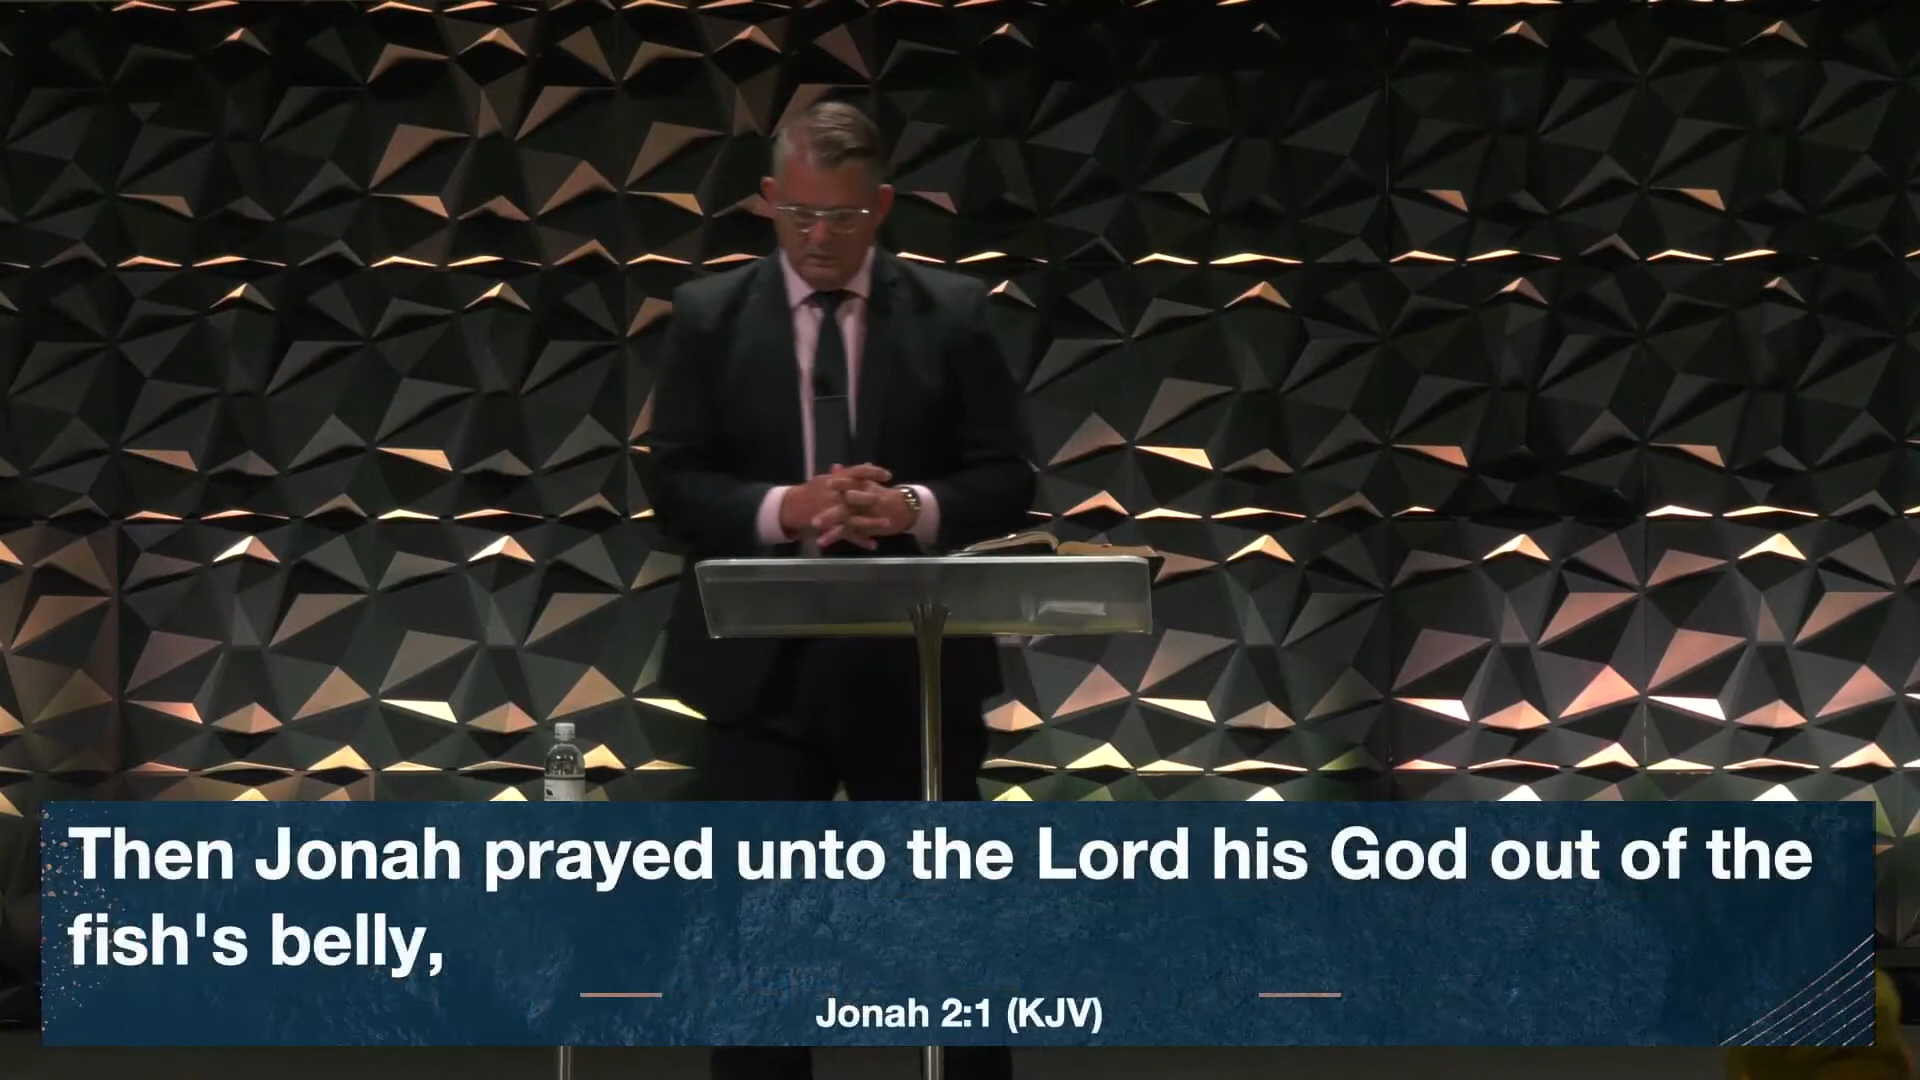 Then Jonah prayed unto the Lord his God out of the
fish's belly,
Jonah 2:1 (KJV)